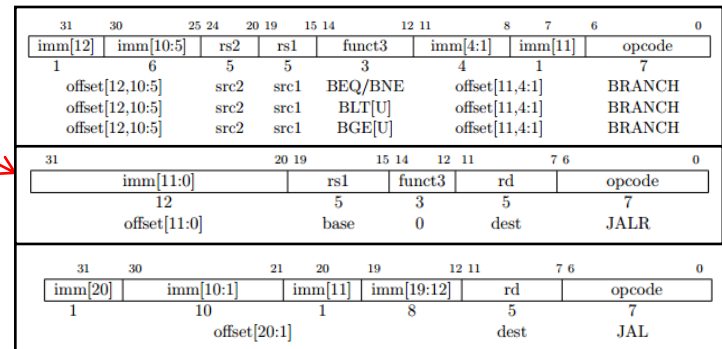 31 30 25 24 20 19 15 14 12 11 8 7 6 0
imm[12] imm[10:5] rs2 rs1 funct3 imm[4:1] imm[11] opcode
1 6 5 5 3 4 1 7
offset[12,10:5] src2 src1 BEQ/BNE offset[11,4:1] BRANCH
offset[12,10:5] src2 src1 BLT[U] offset[11,4:1] BRANCH
offset[12,10:5] src2 src1 BGE[U] offset[11,4:1] BRANCH
31 20 19 15 14 12 11 7 6 0
imm[11:0] rs1 funct3 rd opcode
12 5 3 5 7
offset[11:0] base 0 dest JALR
31 30 21 20 19 12 11 7 6 0
imm[20] imm[10:1] imm[11] imm[19:12] rd opcode
1 10 1 8 5 7
offset[20:1] dest JAL